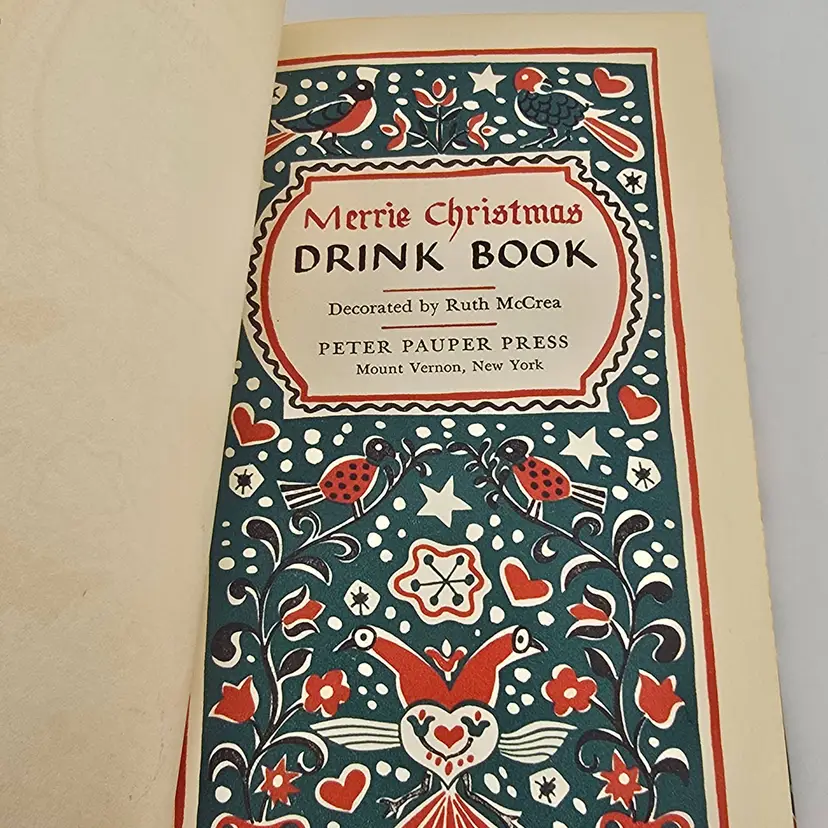 Merrie Christmas
DRINK BOOK
Decorated by Ruth McCrea
PETER PAUPER PRESS
Mount Vernon, New York